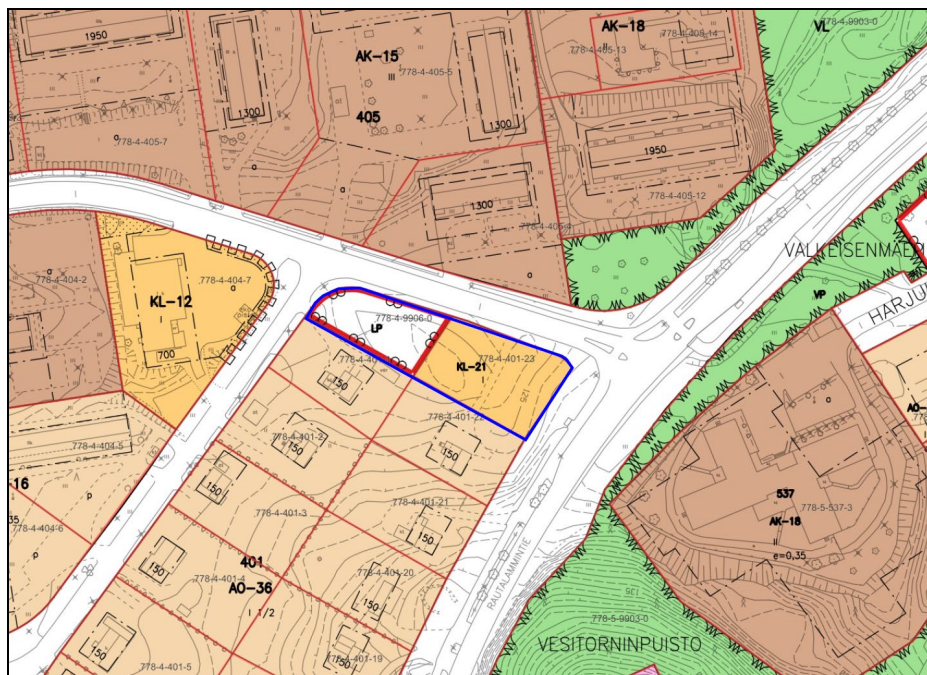 1950
AK-15
III
778-4-405-5
405
1300
1300
778-4-405-7
r
a
a
AK-18
II
778-4-405-13
778-4-405-14
1950
778-4-405-12
1300
a
a
VL
778-4-9903-0
VALKEISENMÄE
VP
HARJU
778-4-404-2
a
KL-12
I
700
778-4-404-7
a
778-4-9906-0
LP
778-4-401-23
KL-21
I
125
150
778-4-401-2
150
150
150
778-4-401-21
150
778-4-401-3
401
AO-36
I 1/2
778-4-401-4
150
778-4-401-20
150
778-4-401-5
150
778-4-401-19
150
778-4-404-5
-16
778-4-404-6
p
p
RAUTALAMMINTIE
537
778-5-537-3
AK-18
II
e=0,35
a
AO-
136
778-5-9903-0
VESITORNINPUISTO